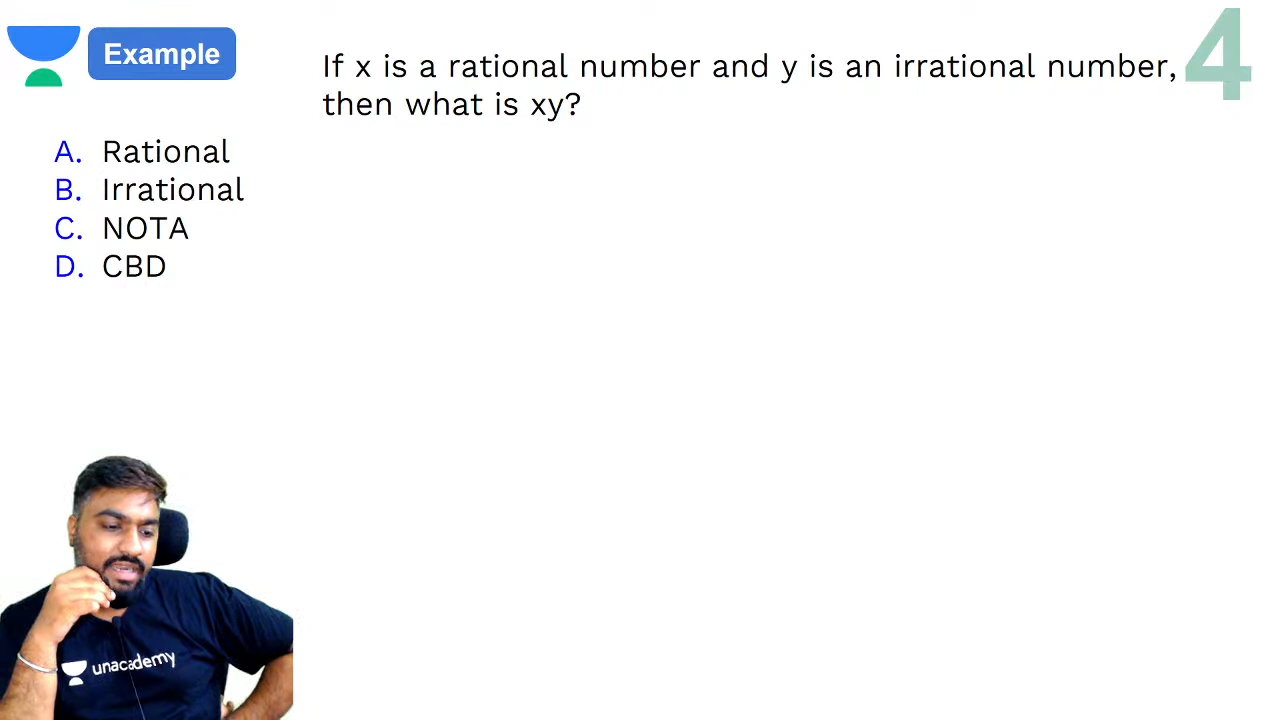 Example
If x is a rational number and y is an irrational number,
then what is xy?
4
A. Rational
B. Irrational
C. NOTA
D. CBD
unacademy